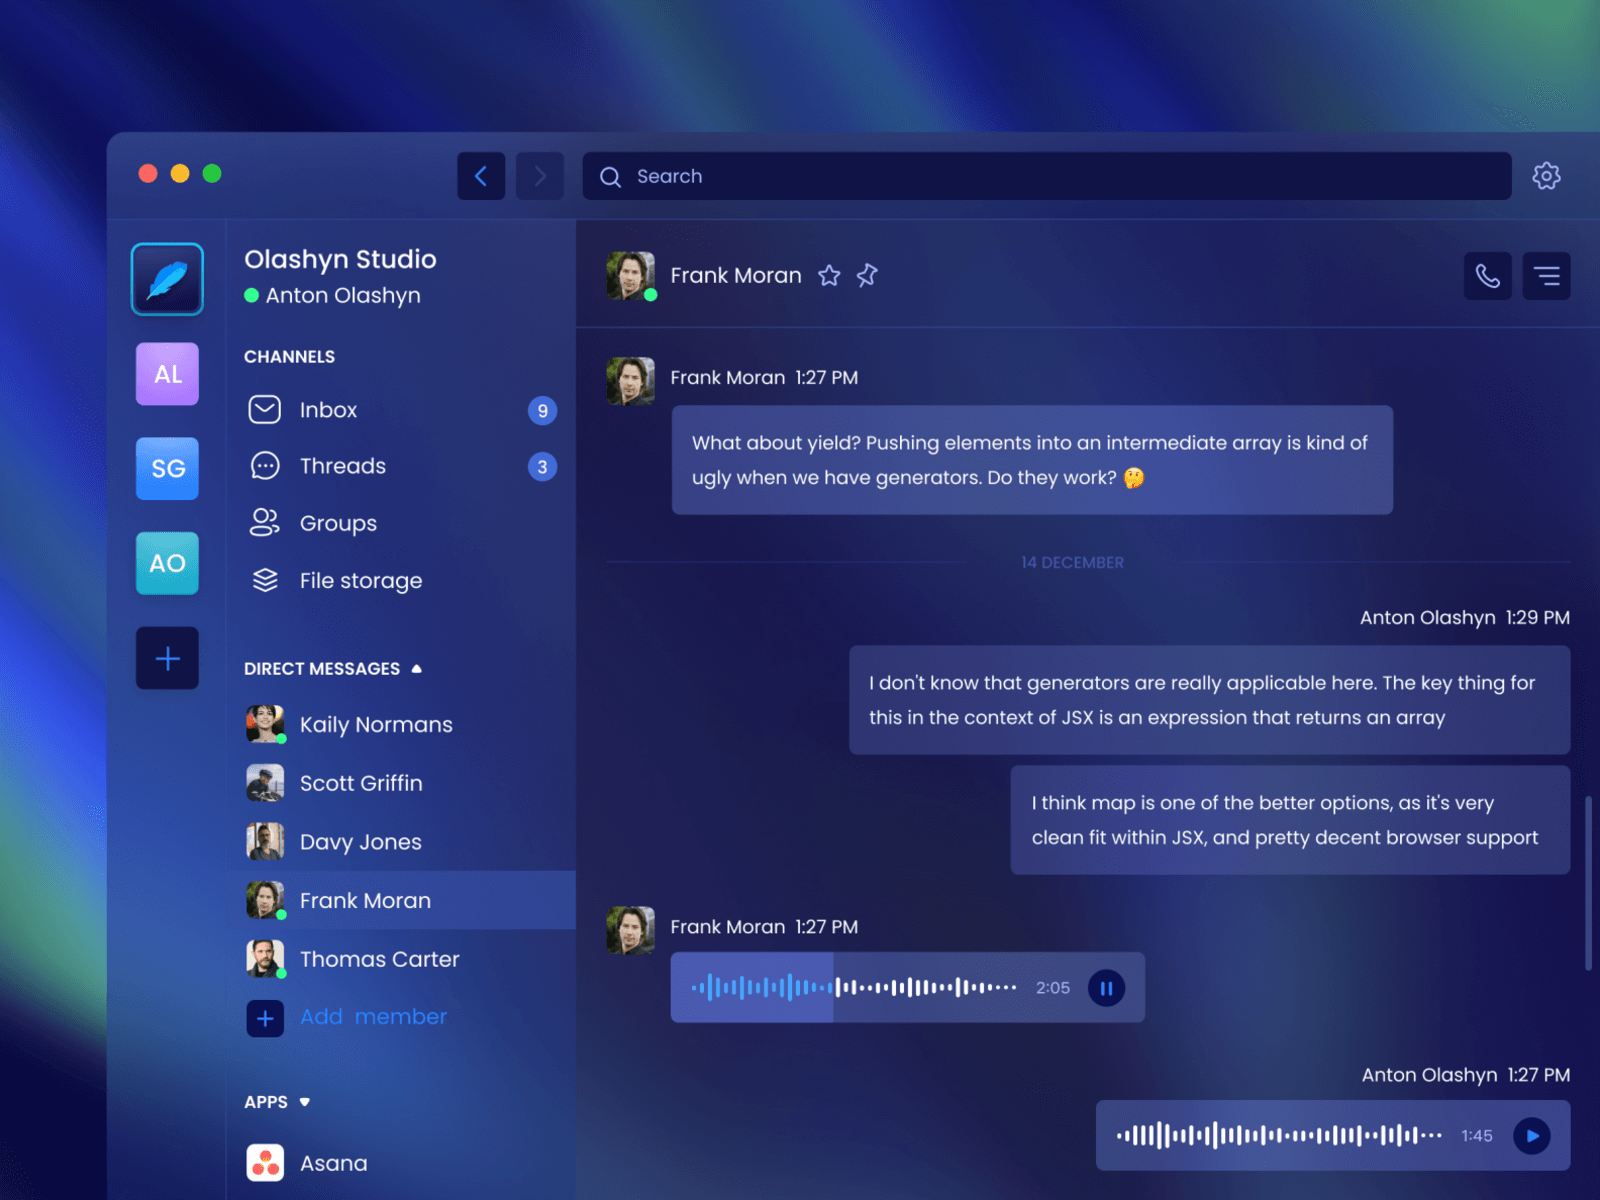 Search
Olashyn Studio
Anton Olashyn
AL
SG
AO
CHANNELS
Inbox 9
Threads 3
Groups
File storage
DIRECT MESSAGES
Kaily Normans
Scott Griffin
Davy Jones
Frank Moran
Thomas Carter
Add member
APPS
Asana
Frank Moran
Frank Moran 1:27 PM
What about yield? Pushing elements into an intermediate array is kind of
ugly when we have generators. Do they work? 🤔
14 DECEMBER
Anton Olashyn 1:29 PM
I don't know that generators are really applicable here. The key thing for
this in the context of JSX is an expression that returns an array
I think map is one of the better options, as it's very
clean fit within JSX, and pretty decent browser support
Frank Moran 1:27 PM
2:05
Anton Olashyn 1:27 PM
1:45